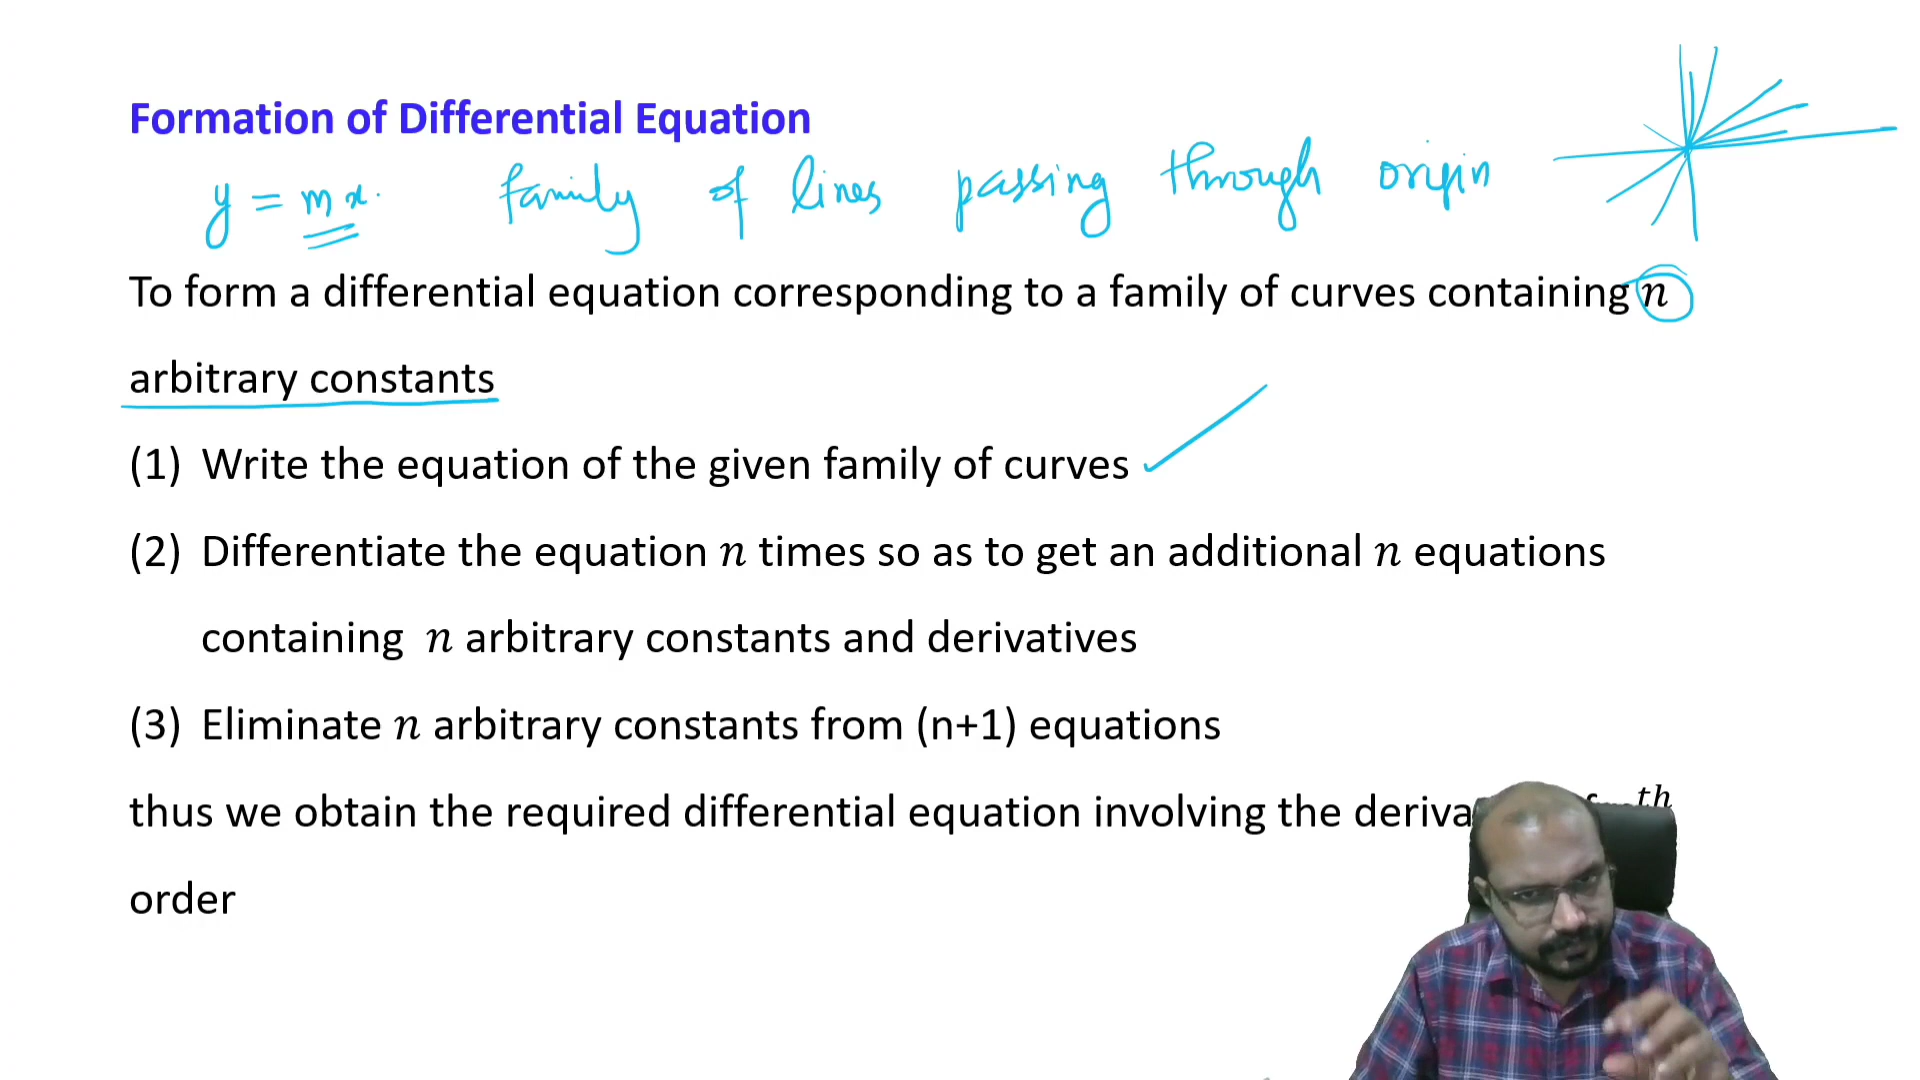 Formation of Differential Equation
y = mx. family of lines passing through origin
To form a differential equation corresponding to a family of curves containing n
arbitrary constants
(1) Write the equation of the given family of curves
(2) Differentiate the equation n times so as to get an additional n equations
containing n arbitrary constants and derivatives
(3) Eliminate n arbitrary constants from (n+1) equations
thus we obtain the required differential equation involving the th
order